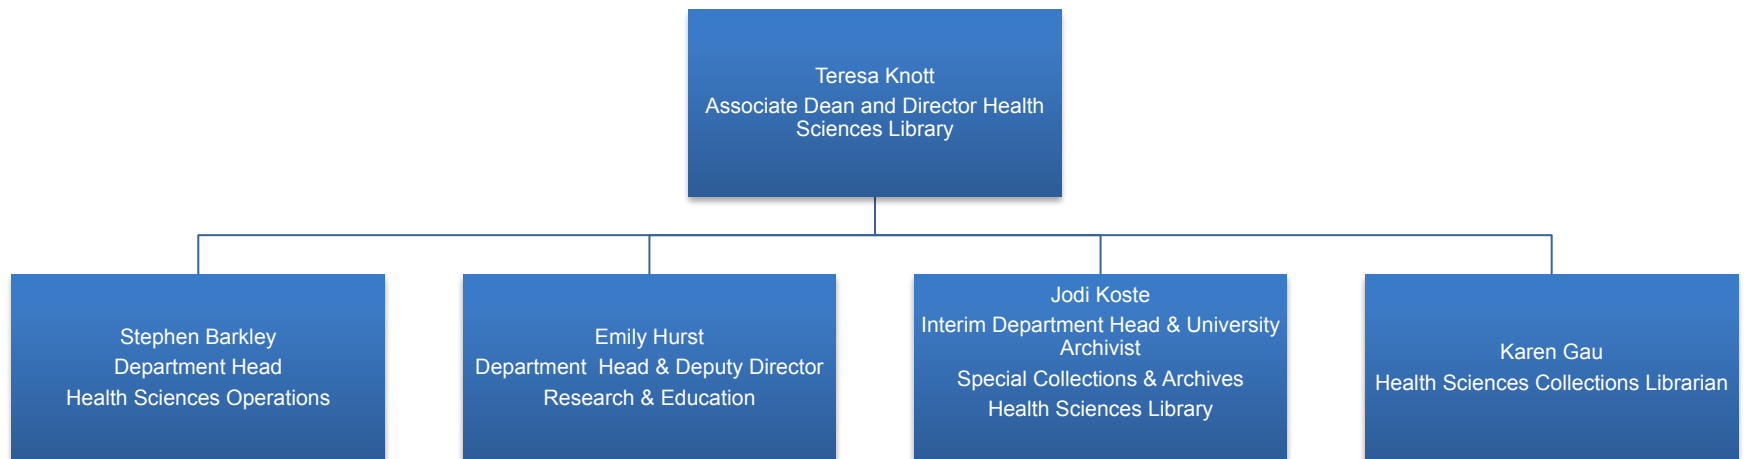 Teresa Knott
Associate Dean and Director Health
Sciences Library
Stephen Barkley
Department Head
Health Sciences Operations
Emily Hurst
Department  Head & Deputy Director
Research & Education
Jodi Koste
Interim Department Head & University
Archivist
Special Collections & Archives
Health Sciences Library
Karen Gau
Health Sciences Collections Librarian